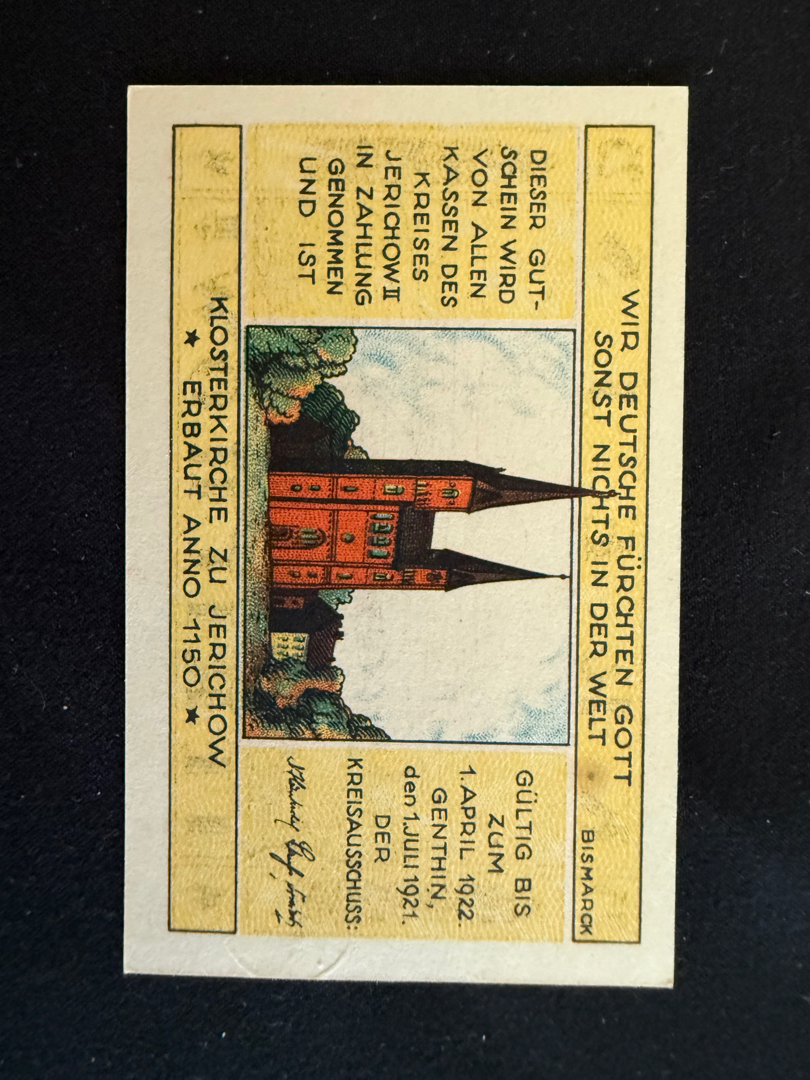 WIR DEUTSCHE FÜRCHTEN GOTT
SONST NICHTS IN DER WELT
BISMARCK
DIESER GUT-
SCHEIN WIRD
VON ALLEN
KASSEN DES
KREISES
JERICHOW II
IN ZAHLUNG
GENOMMEN
UND IST
GÜLTIG BIS
ZUM
1. APRIL 1922.
GENTHIN,
den 1. JULI 1921.
DER
KREISAUSSCHUSS:
KLOSTERKIRCHE ZU JERICHOW
★ ERBAUT ANNO 1150 ★